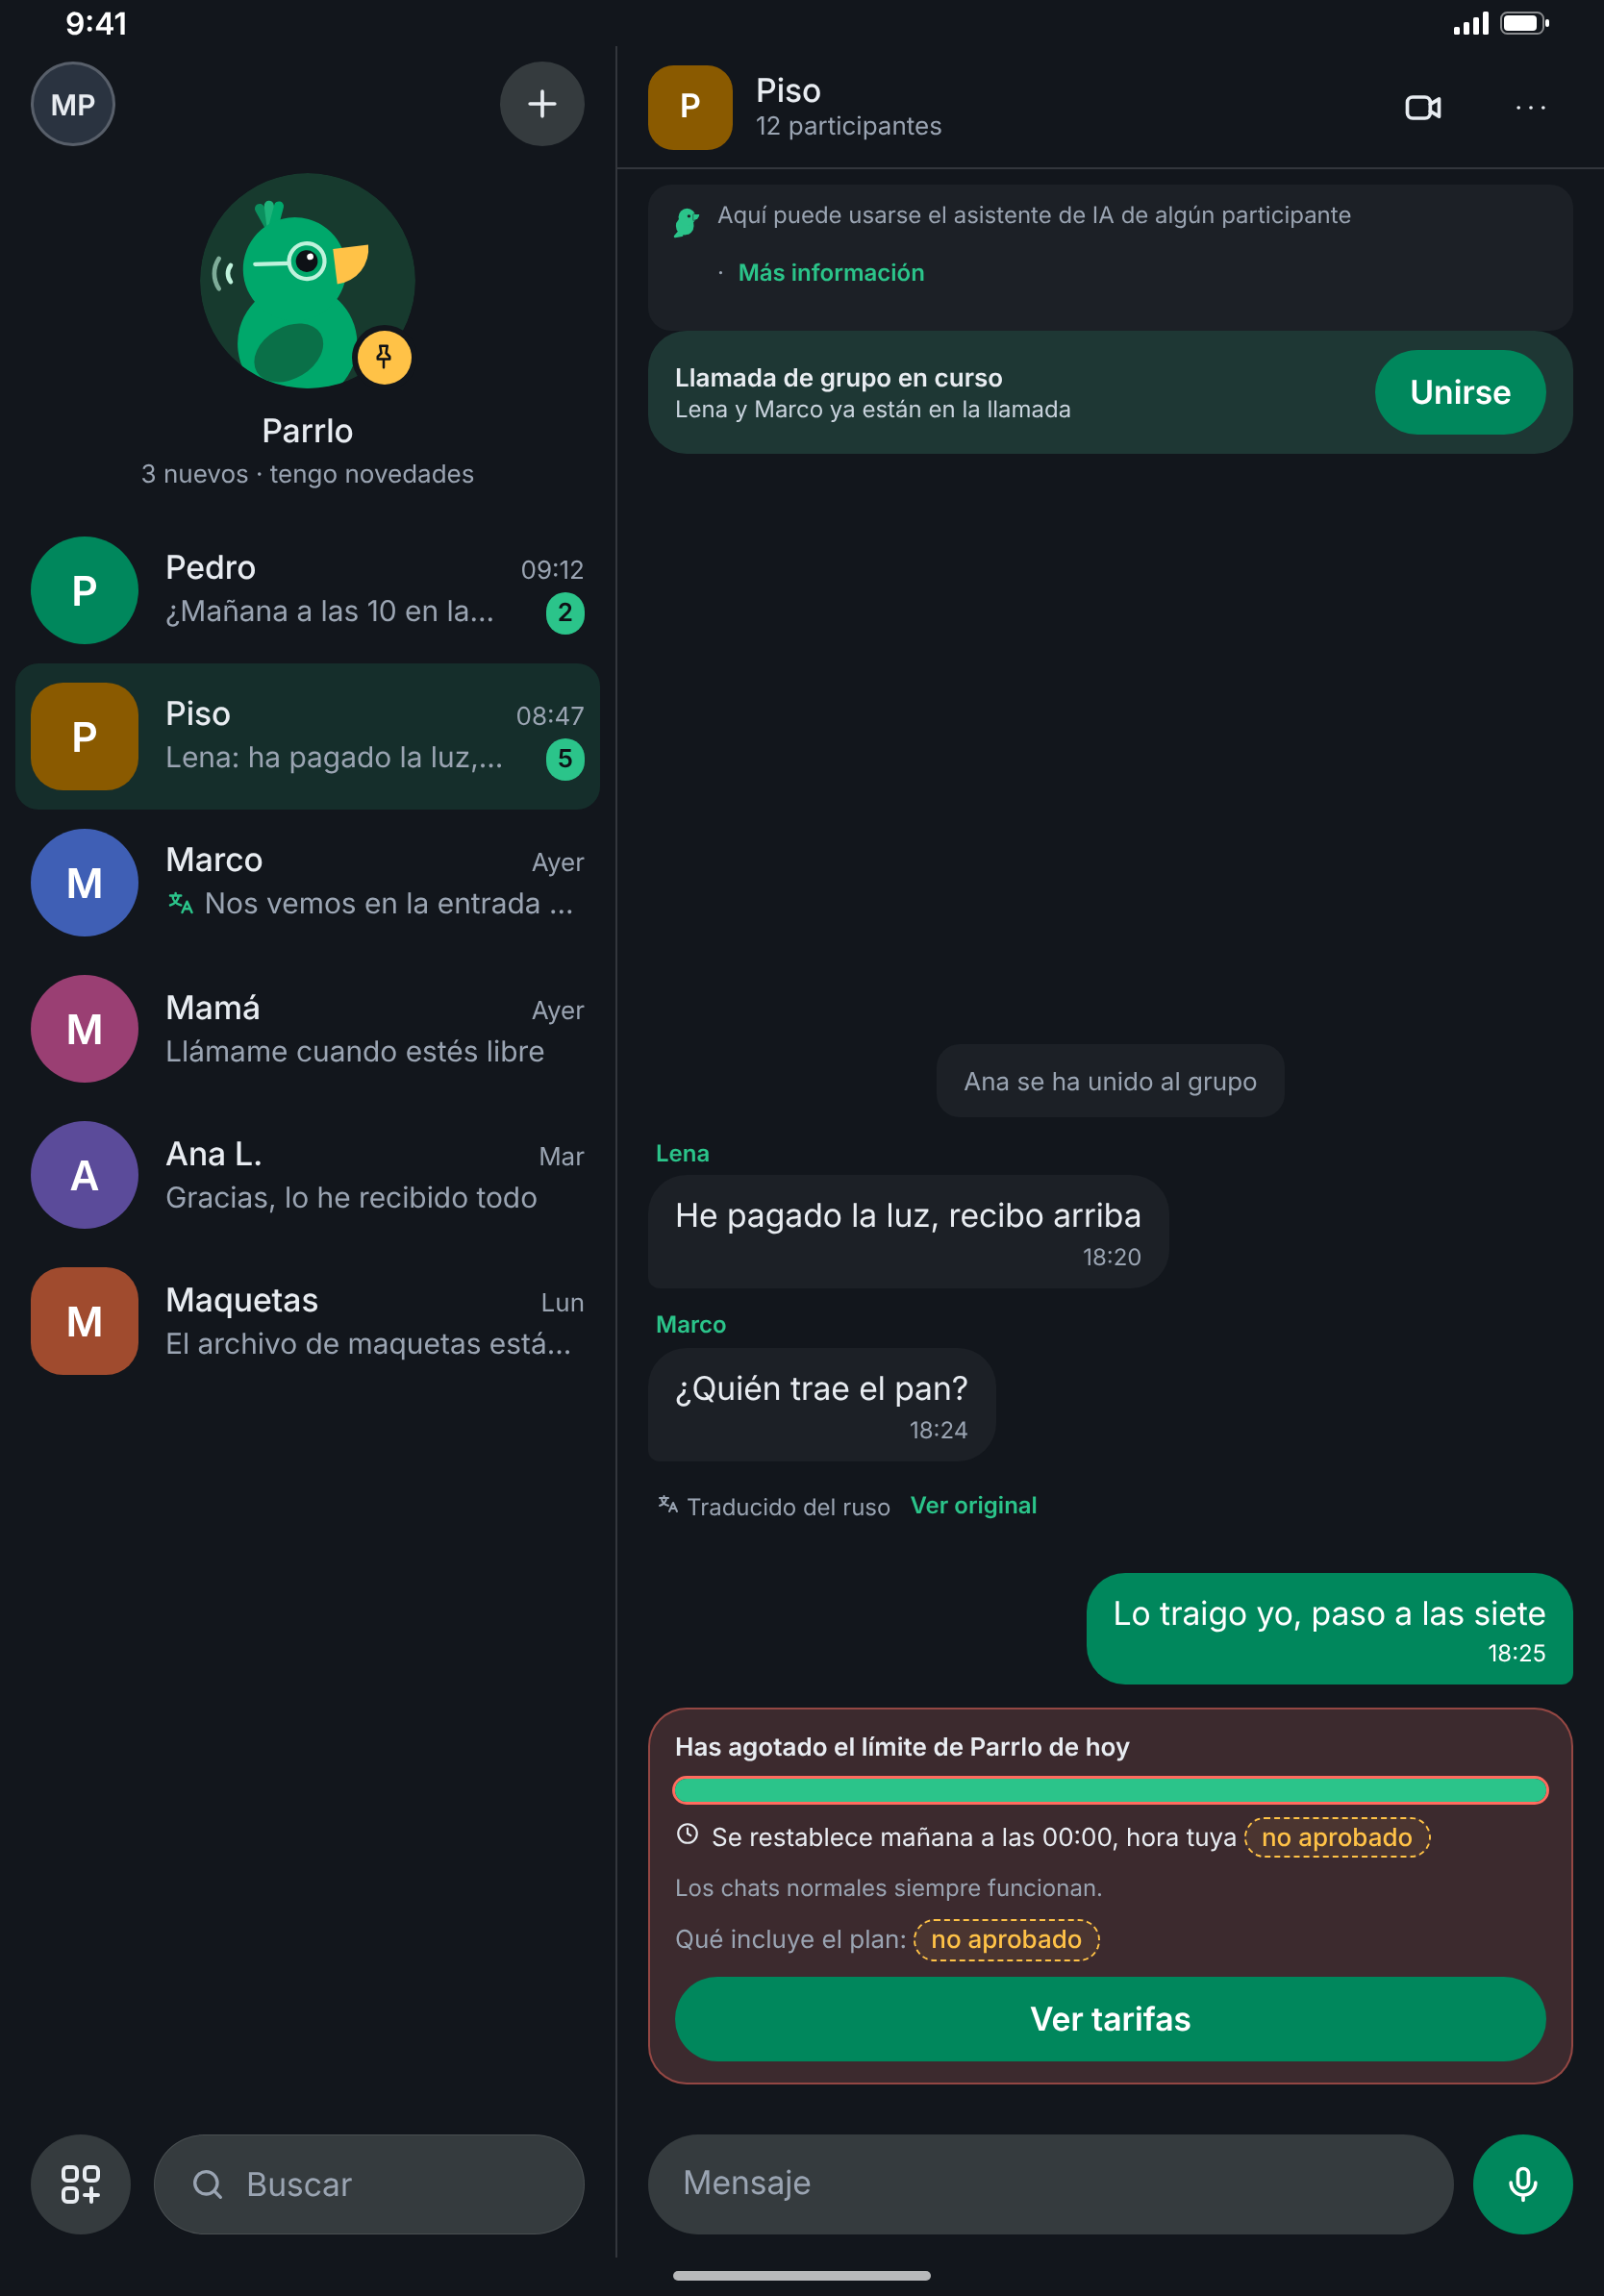 9:41
MP
Parrlo
3 nuevos · tengo novedades
P
Pedro
09:12
¿Mañana a las 10 en la...
2
P
Piso
08:47
Lena: ha pagado la luz,...
5
M
Marco
Ayer
Nos vemos en la entrada ...
M
Mamá
Ayer
Llámame cuando estés libre
A
Ana L.
Mar
Gracias, lo he recibido todo
M
Maquetas
Lun
El archivo de maquetas está...
Buscar
P
Piso
12 participantes
Aquí puede usarse el asistente de IA de algún participante
· Más información
Llamada de grupo en curso
Lena y Marco ya están en la llamada
Unirse
Ana se ha unido al grupo
Lena
He pagado la luz, recibo arriba
18:20
Marco
¿Quién trae el pan?
18:24
Traducido del ruso Ver original
Lo traigo yo, paso a las siete
18:25
Has agotado el límite de Parrlo de hoy
Se restablece mañana a las 00:00, hora tuya no aprobado
Los chats normales siempre funcionan.
Qué incluye el plan: no aprobado
Ver tarifas
Mensaje